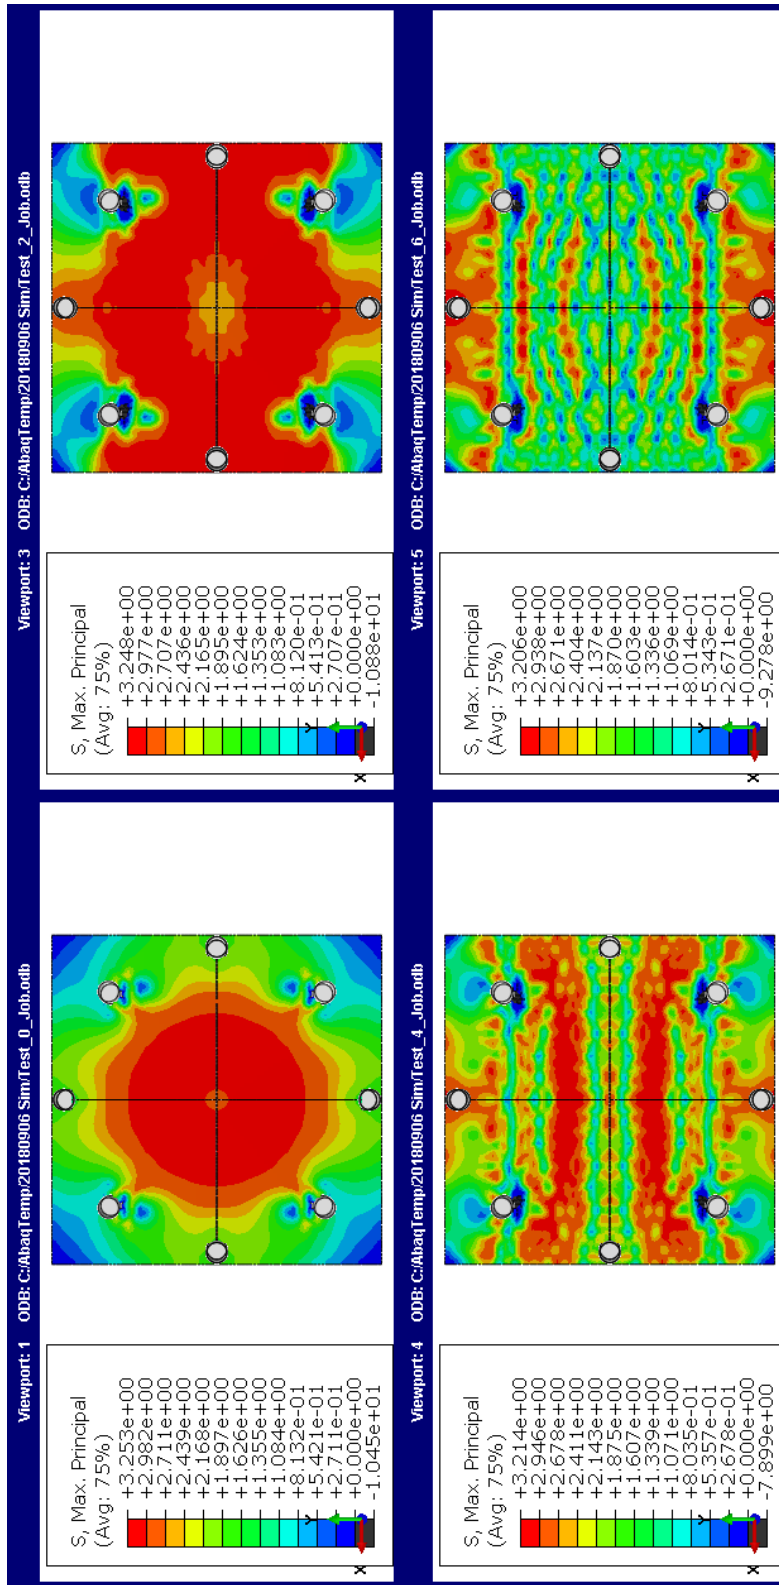 Viewport: 1 ODB: C:/AbaqTemp/20180906 Sim/Test_0_Job.odb
S, Max. Principal
(Avg: 75%)
+3.253e+00
+2.982e+00
+2.711e+00
+2.439e+00
+2.168e+00
+1.897e+00
+1.626e+00
+1.355e+00
+1.084e+00
+8.132e-01
+5.421e-01
+2.711e-01
+0.000e+00
-1.045e+01
Y
X
Viewport: 3 ODB: C:/AbaqTemp/20180906 Sim/Test_2_Job.odb
S, Max. Principal
(Avg: 75%)
+3.248e+00
+2.977e+00
+2.707e+00
+2.436e+00
+2.165e+00
+1.895e+00
+1.624e+00
+1.353e+00
+1.083e+00
+8.120e-01
+5.413e-01
+2.707e-01
+0.000e+00
-1.088e+01
Y
X
Viewport: 4 ODB: C:/AbaqTemp/20180906 Sim/Test_4_Job.odb
S, Max. Principal
(Avg: 75%)
+3.214e+00
+2.946e+00
+2.678e+00
+2.411e+00
+2.143e+00
+1.875e+00
+1.607e+00
+1.339e+00
+1.071e+00
+8.035e-01
+5.357e-01
+2.678e-01
+0.000e+00
-7.899e+00
Y
X
Viewport: 5 ODB: C:/AbaqTemp/20180906 Sim/Test_6_Job.odb
S, Max. Principal
(Avg: 75%)
+3.206e+00
+2.938e+00
+2.671e+00
+2.404e+00
+2.137e+00
+1.870e+00
+1.603e+00
+1.336e+00
+1.069e+00
+8.014e-01
+5.343e-01
+2.671e-01
+0.000e+00
-9.278e+00
Y
X